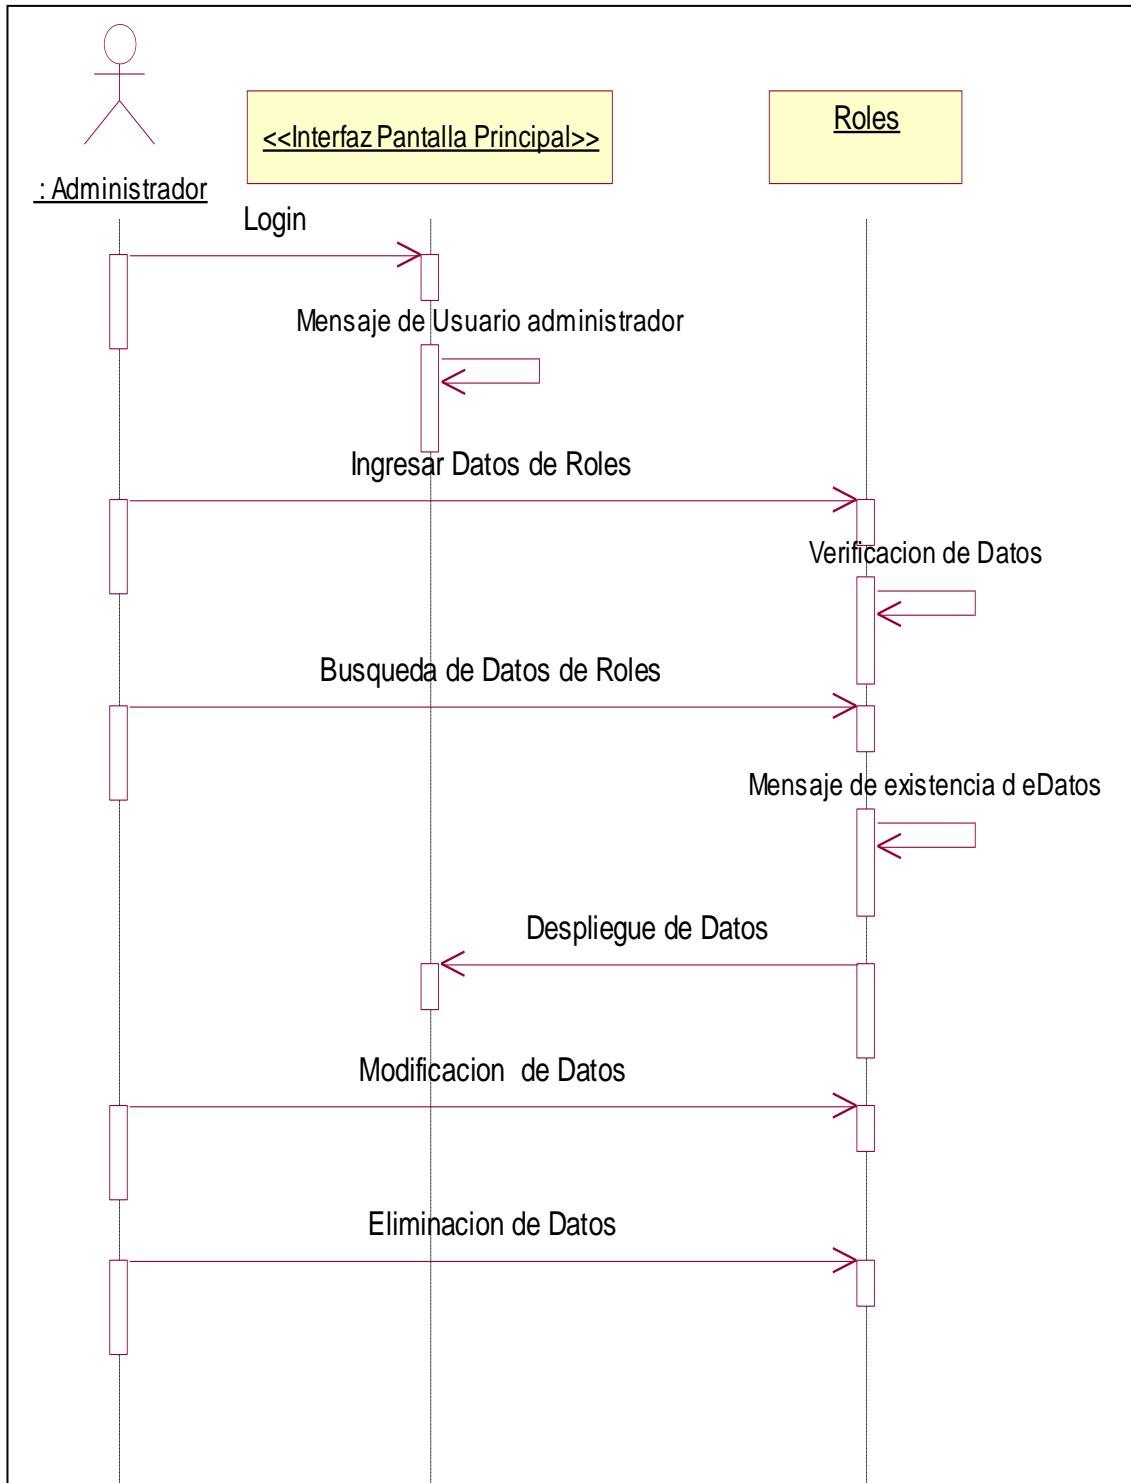 : Administrador
<<Interfaz Pantalla Principal>>
Roles
Login
Mensaje de Usuario administrador
Ingresar Datos de Roles
Verificacion de Datos
Busqueda de Datos de Roles
Mensaje de existencia d eDatos
Despliegue de Datos
Modificacion de Datos
Eliminacion de Datos